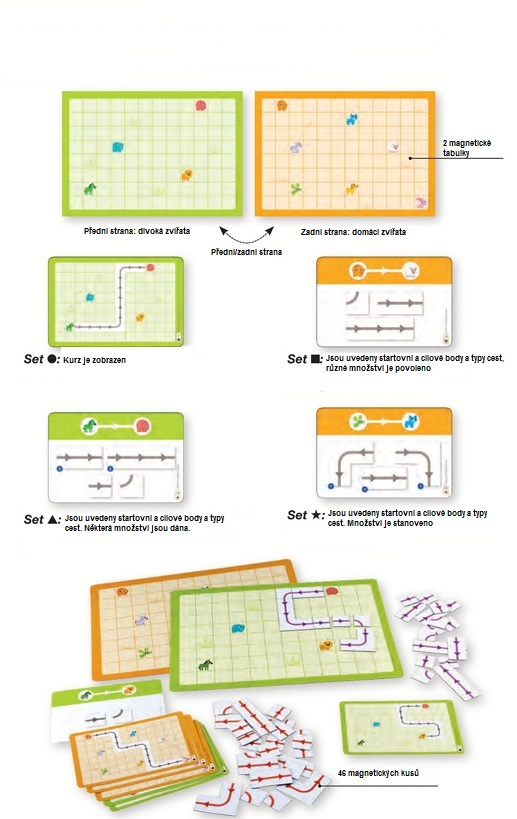 2 magnetické
tabulky
Přední strana: divoká zvířata
Zadní strana: domácí zvířata
Přední/zadní strana
Set ●: Kurz je zobrazen
Set ■: Jsou uvedeny startovní a cílové body a typy cest,
různé množství je povoleno
Set ▲: Jsou uvedeny startovní a cílové body a typy
cest. Některá množství jsou dána.
Set ★: Jsou uvedeny startovní a cílové body a typy
cest. Množství je stanoveno
46 magnetických kusů